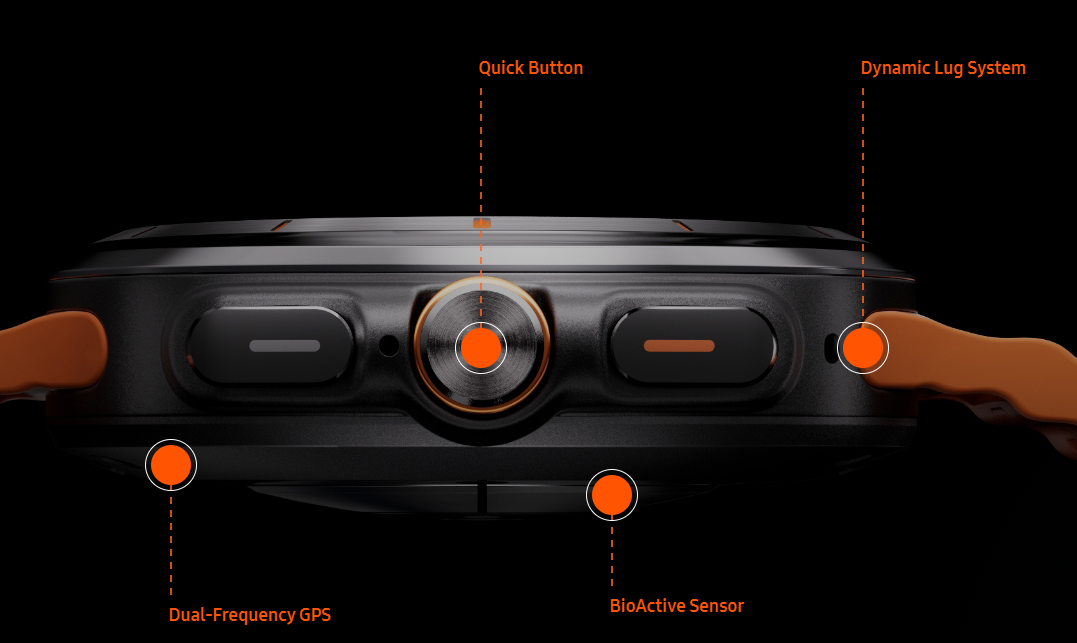 Quick Button
Dynamic Lug System
Dual-Frequency GPS
BioActive Sensor